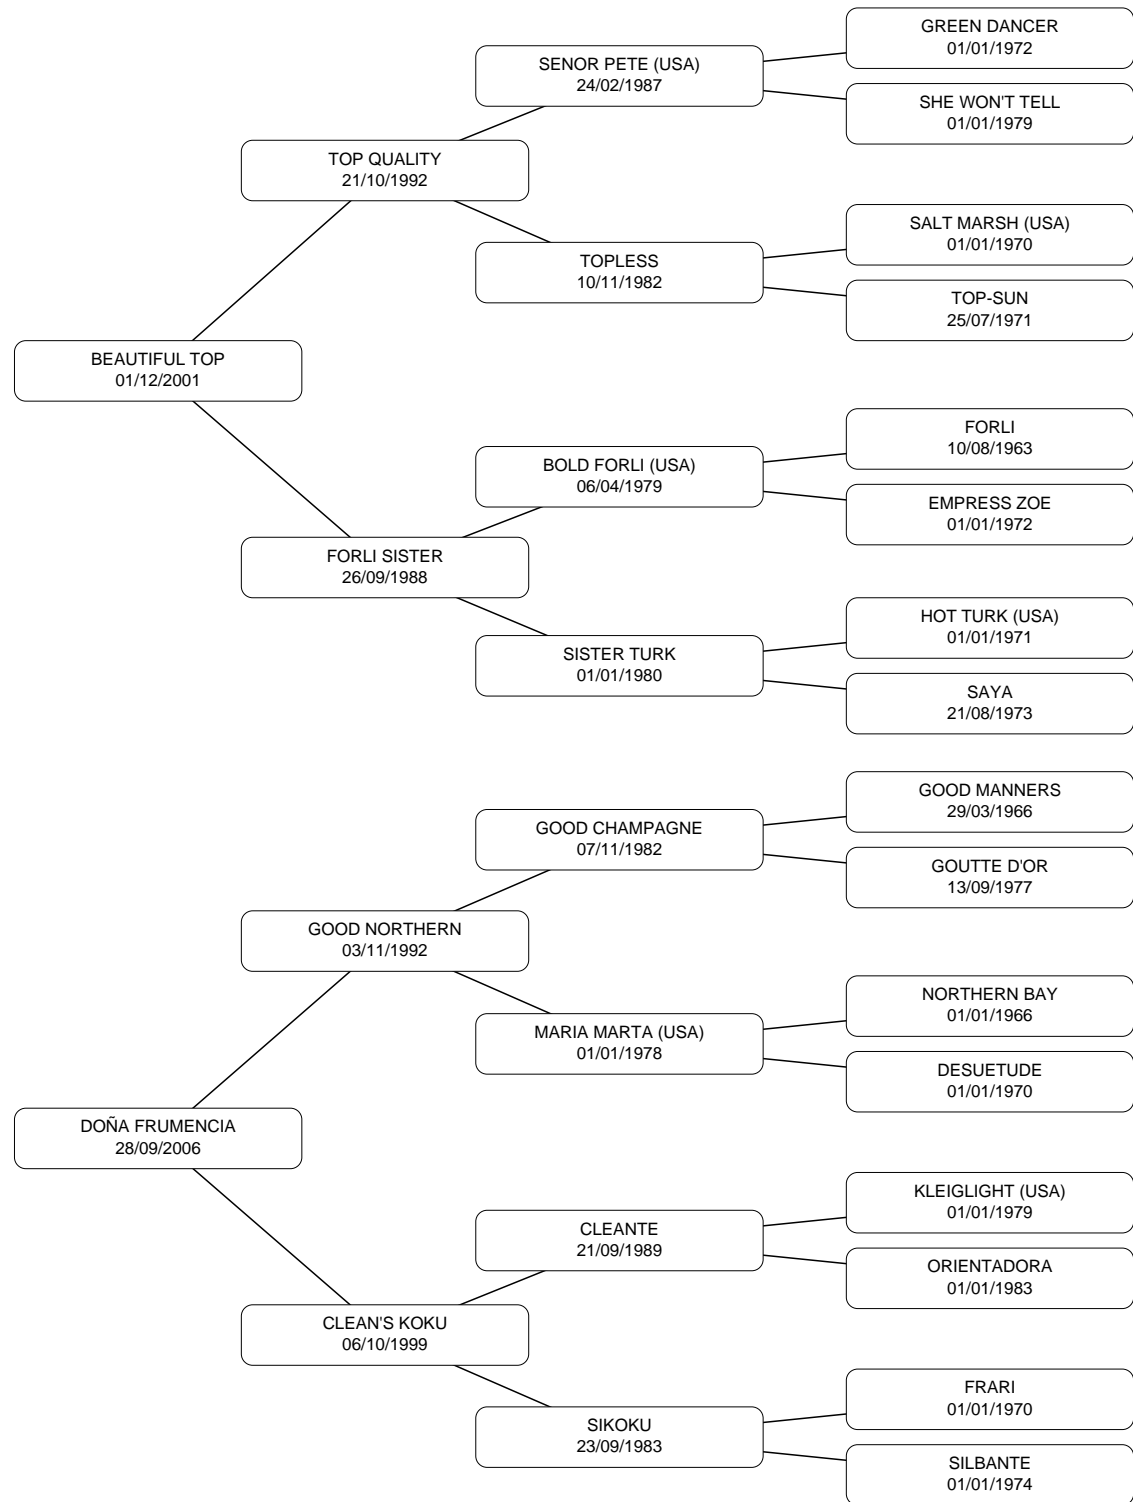 GREEN DANCER
01/01/1972
SENOR PETE (USA)
24/02/1987
SHE WON'T TELL
01/01/1979
TOP QUALITY
21/10/1992
SALT MARSH (USA)
01/01/1970
TOPLESS
10/11/1982
TOP-SUN
25/07/1971
BEAUTIFUL TOP
01/12/2001
FORLI
10/08/1963
BOLD FORLI (USA)
06/04/1979
EMPRESS ZOE
01/01/1972
FORLI SISTER
26/09/1988
HOT TURK (USA)
01/01/1971
SISTER TURK
01/01/1980
SAYA
21/08/1973
GOOD MANNERS
29/03/1966
GOOD CHAMPAGNE
07/11/1982
GOUTTE D'OR
13/09/1977
GOOD NORTHERN
03/11/1992
NORTHERN BAY
01/01/1966
MARIA MARTA (USA)
01/01/1978
DESUETUDE
01/01/1970
DOÑA FRUMENCIA
28/09/2006
KLEIGLIGHT (USA)
01/01/1979
CLEANTE
21/09/1989
ORIENTADORA
01/01/1983
CLEAN'S KOKU
06/10/1999
FRARI
01/01/1970
SIKOKU
23/09/1983
SILBANTE
01/01/1974